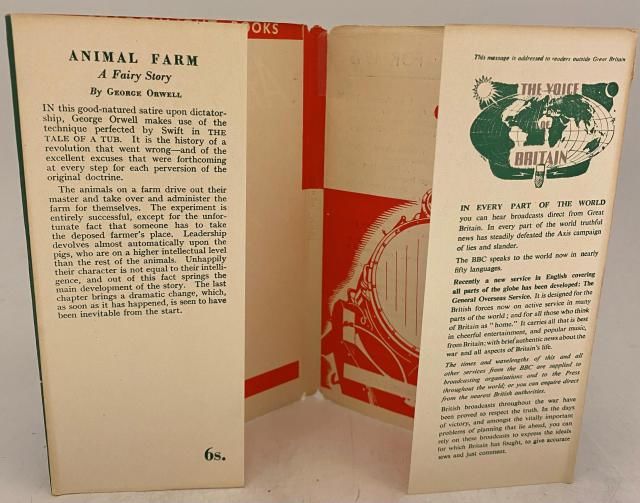 BOOKS
ANIMAL FARM
A Fairy Story
By GEORGE ORWELL
IN this good-natured satire upon dictator-
ship, George Orwell makes use of the
technique perfected by Swift in THE
TALE OF A TUB. It is the history of a
revolution that went wrong—and of the
excellent excuses that were forthcoming
at every step for each perversion of the
original doctrine.
The animals on a farm drive out their
master and take over and administer the
farm for themselves. The experiment is
entirely successful, except for the unfor-
tunate fact that someone has to take
the deposed farmer's place. Leadership
devolves almost automatically upon the
pigs, who are on a higher intellectual level
than the rest of the animals. Unhappily
their character is not equal to their intelli-
gence, and out of this fact springs the
main development of the story. The last
chapter brings a dramatic change, which,
as soon as it has happened, is seen to have
been inevitable from the start.
6s.
This message is addressed to readers outside Great Britain
THE VOICE
OF
BRITAIN
IN EVERY PART OF THE WORLD
you can hear broadcasts direct from Great
Britain. In every part of the world truthful
news has steadily defeated the Axis campaign
of lies and slander.
The BBC speaks to the world now in nearly
fifty languages.
Recently a new service in English covering
all parts of the globe has been developed: The
General Overseas Service. It is designed for the
British forces now on active service in many
parts of the world; and for all those who think
of Britain as "home." It carries all that is best
in cheerful entertainment, and popular music,
from Britain; with brief authentic news about the
war and all aspects of Britain's life.
The times and wavelengths of this and all
other services from the BBC are supplied to
broadcasting organisations and to the Press
throughout the world; or you can enquire direct
from the nearest British authorities.
British broadcasts throughout the war have
been proved to respect the truth. In the days
of victory, and amongst the vitally important
problems of planning that lie ahead, you can
rely on these broadcasts to express the ideals
for which Britain has fought, to give accurate
news and just comment.